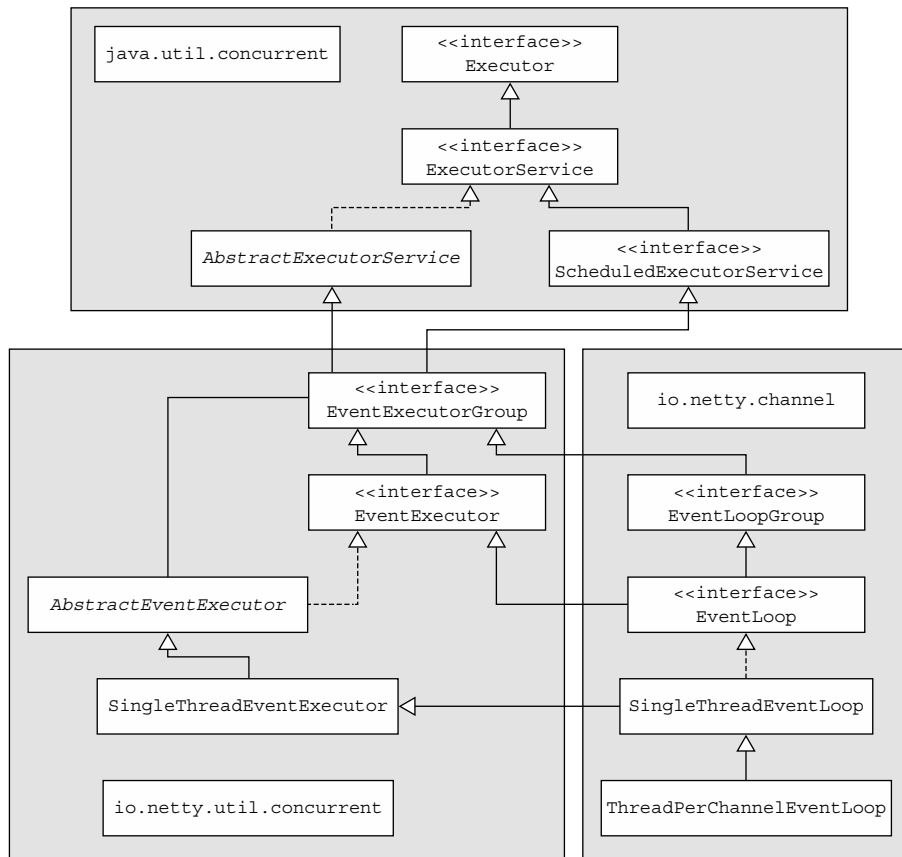 java.util.concurrent
<<interface>>
Executor
<<interface>>
ExecutorService
AbstractExecutorService
<<interface>>
ScheduledExecutorService
<<interface>>
EventExecutorGroup
io.netty.channel
<<interface>>
EventExecutor
<<interface>>
EventLoopGroup
AbstractEventExecutor
<<interface>>
EventLoop
SingleThreadEventExecutor
SingleThreadEventLoop
io.netty.util.concurrent
ThreadPerChannelEventLoop